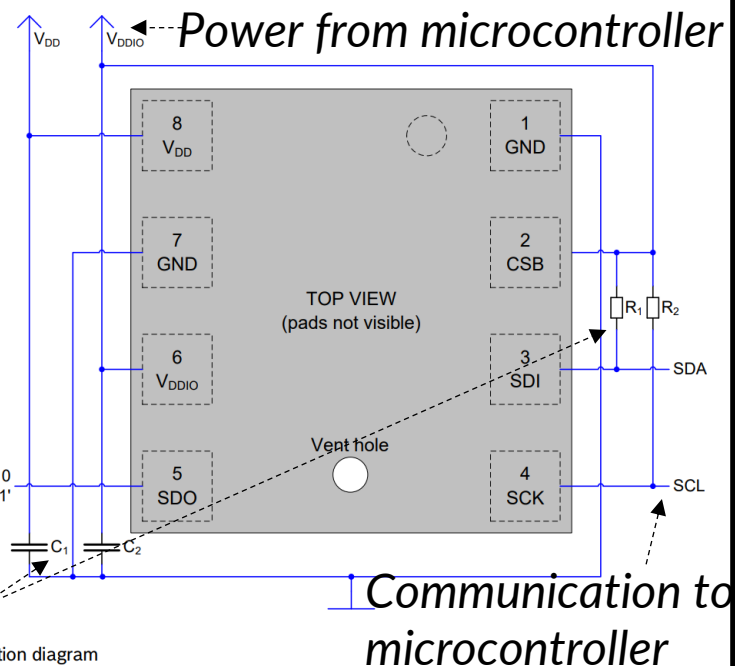 Power from microcontroller
VDD
VDDIO
8
VDD
1
GND
7
GND
2
CSB
TOP VIEW
(pads not visible)
R1
R2
6
VDDIO
3
SDI
SDA
Vent hole
0
1'
5
SDO
4
SCK
SCL
C1
C2
Communication to
microcontroller
tion diagram